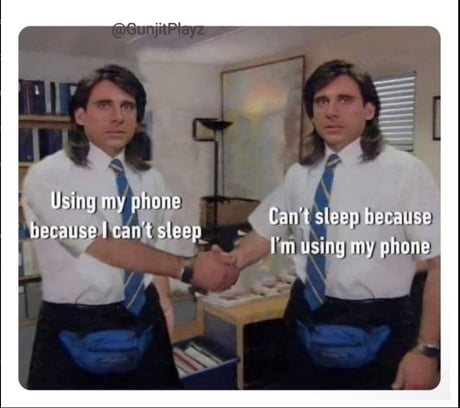 @GunjitPlayz
Using my phone
because I can't sleep
Can't sleep because
I'm using my phone